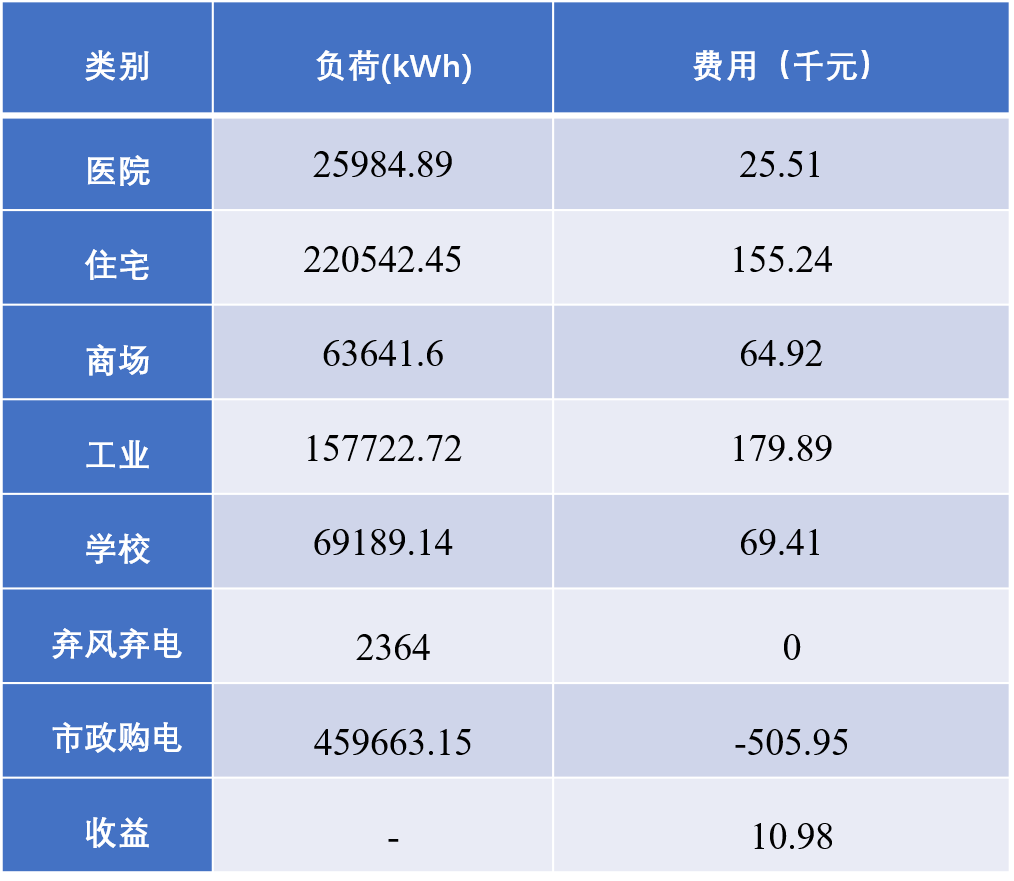 类别 负荷(kWh) 费用（千元）
医院 25984.89 25.51
住宅 220542.45 155.24
商场 63641.6 64.92
工业 157722.72 179.89
学校 69189.14 69.41
弃风弃电 2364 0
市政购电 459663.15 -505.95
收益 - 10.98